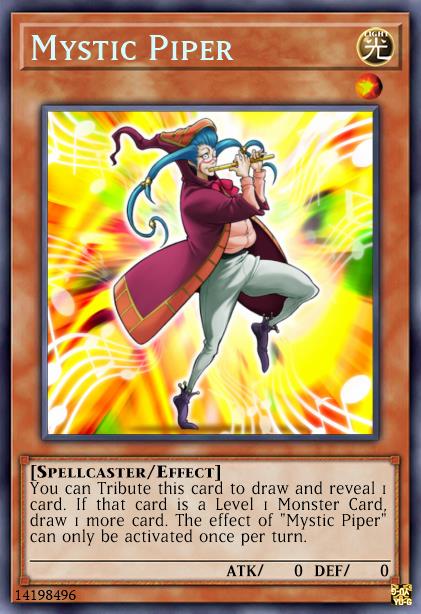 Mystic Piper
LIGHT
光
[Spellcaster/Effect]
You can Tribute this card to draw and reveal 1
card. If that card is a Level 1 Monster Card,
draw 1 more card. The effect of "Mystic Piper"
can only be activated once per turn.
ATK/ 0 DEF/ 0
14198496